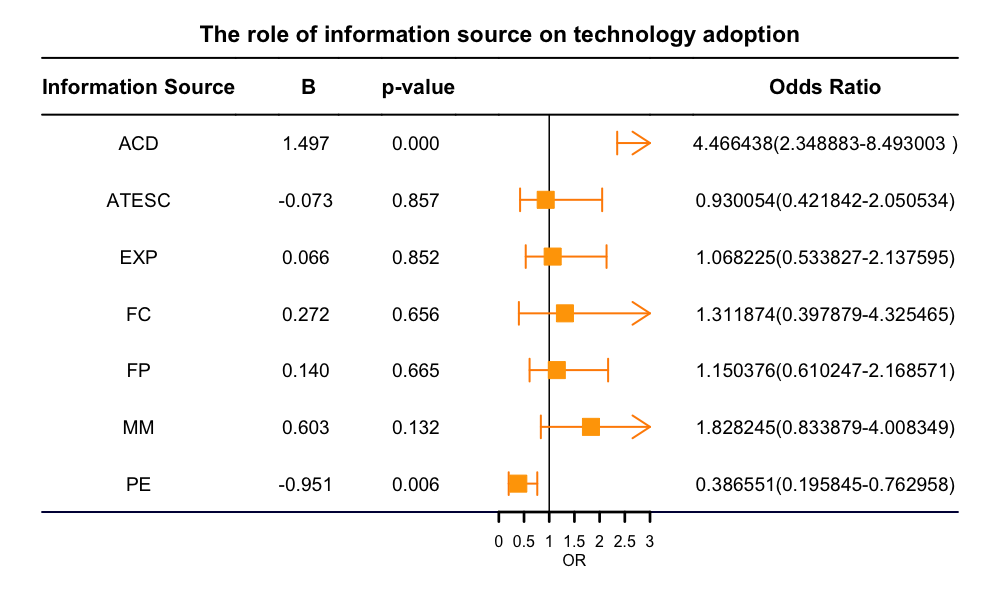 The role of information source on technology adoption
Information Source B p-value Odds Ratio
ACD 1.497 0.000 4.466438(2.348883-8.493003 )
ATESC -0.073 0.857 0.930054(0.421842-2.050534)
EXP 0.066 0.852 1.068225(0.533827-2.137595)
FC 0.272 0.656 1.311874(0.397879-4.325465)
FP 0.140 0.665 1.150376(0.610247-2.168571)
MM 0.603 0.132 1.828245(0.833879-4.008349)
PE -0.951 0.006 0.386551(0.195845-0.762958)
0 0.5 1 1.5 2 2.5 3
OR